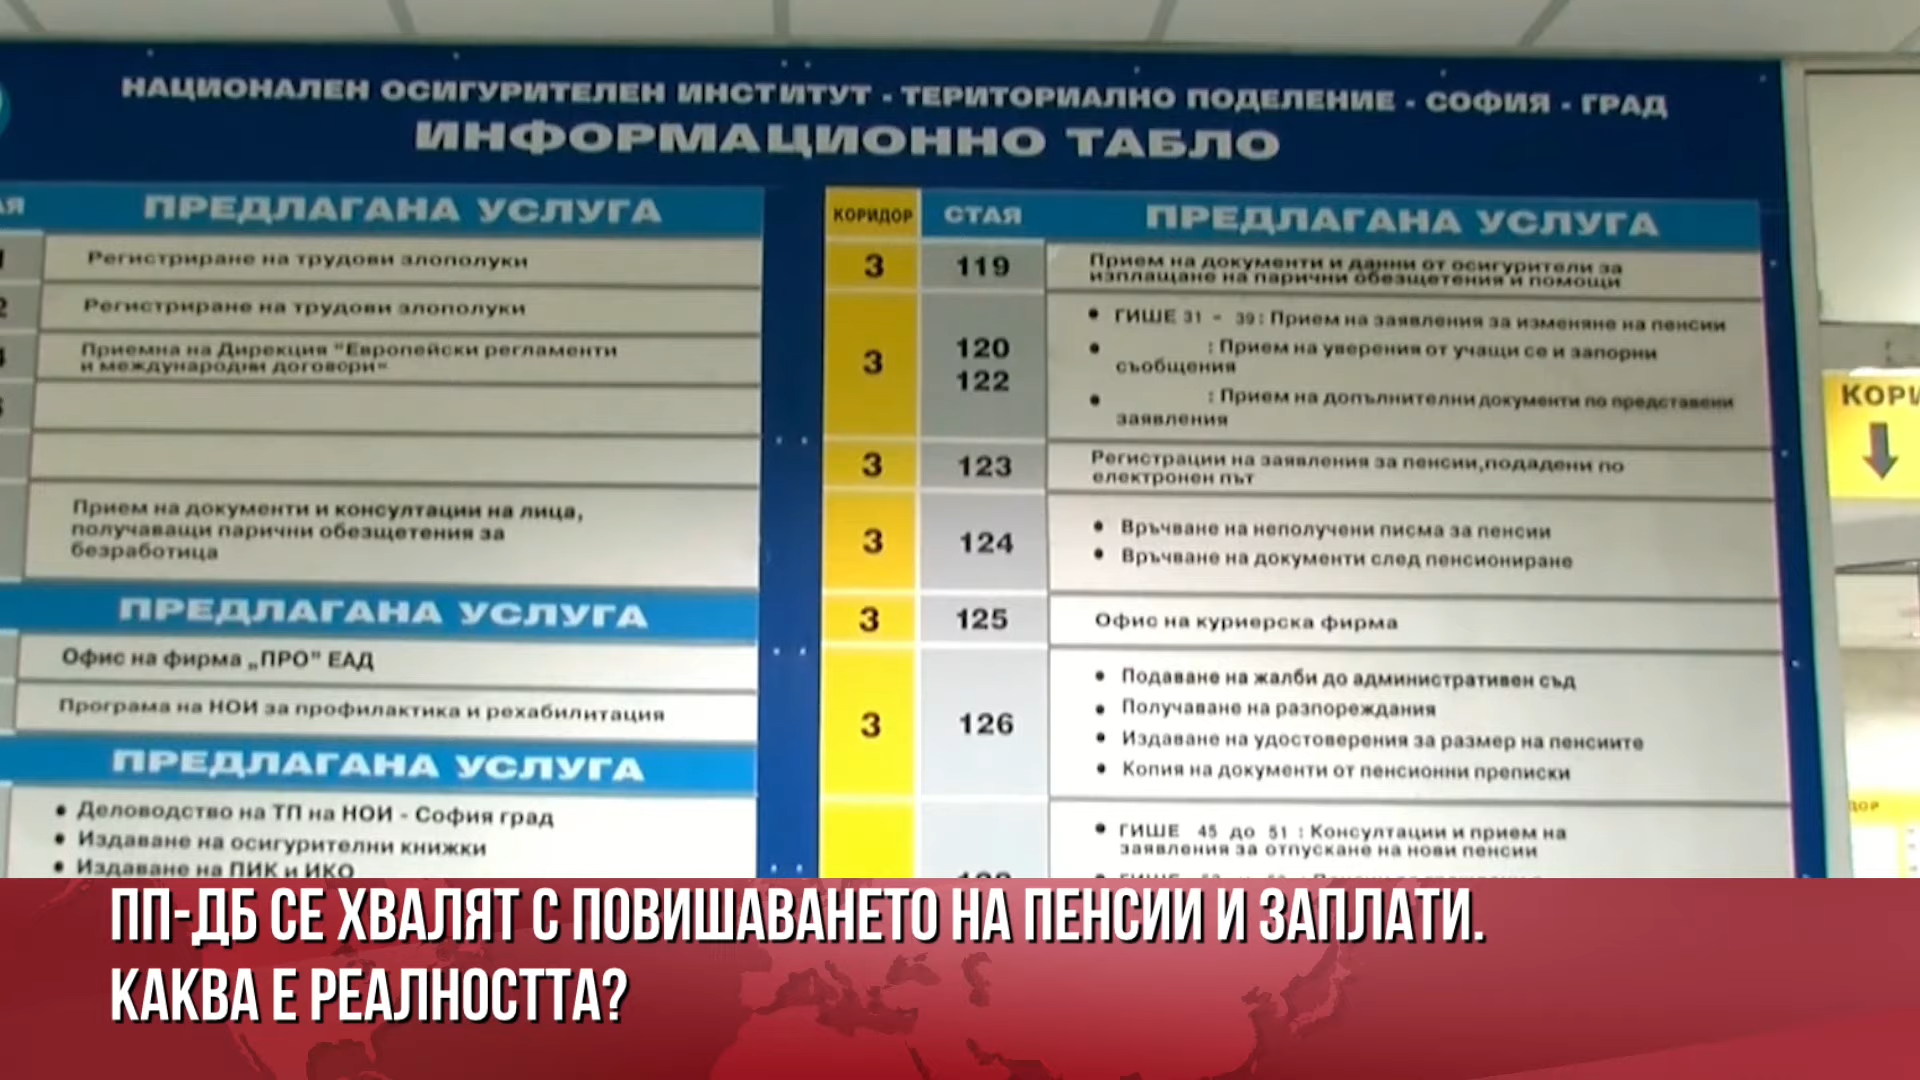 НАЦИОНАЛЕН ОСИГУРИТЕЛЕН ИНСТИТУТ - ТЕРИТОРИАЛНО ПОДЕЛЕНИЕ - СОФИЯ - ГРАД
ИНФОРМАЦИОННО ТАБЛО
ПРЕДЛАГАНА УСЛУГА
Регистриране на трудови злополуки
Регистриране на трудови злополуки
Приемна на Дирекция "Европейски регламенти
и международни договори"
Прием на документи и консултации на лица,
получаващи парични обезщетения за
безработица
ПРЕДЛАГАНА УСЛУГА
Офис на фирма „ПРО" ЕАД
Програма на НОИ за профилактика и рехабилитация
ПРЕДЛАГАНА УСЛУГА
• Деловодство на ТП на НОИ - София град
• Издаване на осигурителни книжки
• Издаване на ПИК и ИКО
КОРИДОР СТАЯ ПРЕДЛАГАНА УСЛУГА
3 119 Прием на документи и данни от осигурители за
изплащане на парични обезщетения и помощи
3 120 122
• ГИШЕ 31 - 39: Прием на заявления за изменяне на пенсии
• : Прием на уверения от учащи се и запорни
съобщения
• : Прием на допълнителни документи по представени
заявления
3 123 Регистрации на заявления за пенсии,подадени по
електронен път
3 124
• Връчване на неполучени писма за пенсии
• Връчване на документи след пенсиониране
3 125 Офис на куриерска фирма
3 126
• Подаване на жалби до административен съд
• Получаване на разпореждания
• Издаване на удостоверения за размер на пенсиите
• Копия на документи от пенсионни преписки
• ГИШЕ 45 до 51 : Консултации и прием на
заявления за отпускане на нови пенсии
ПП-ДБ СЕ ХВАЛЯТ С ПОВИШАВАНЕТО НА ПЕНСИИ И ЗАПЛАТИ.
КАКВА Е РЕАЛНОСТТА?